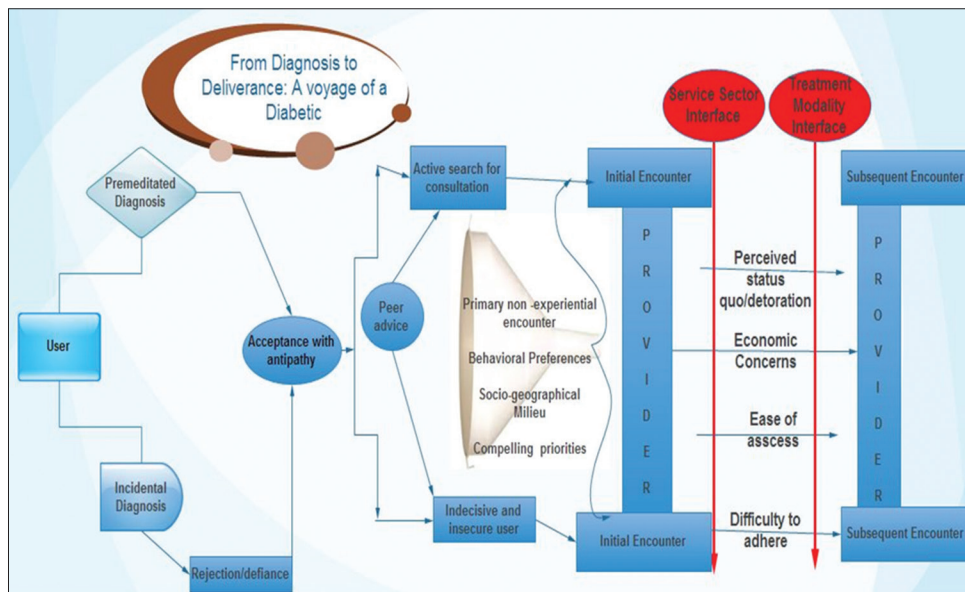 From Diagnosis to
Deliverance: A voyage of a
Diabetic
Service Sector
Interface
Treatment
Modality
Interface
Premeditated
Diagnosis
Active search for
consultation
Initial Encounter
Subsequent Encounter
User
Acceptance with
antipathy
Peer
advice
Primary non -experiential
encounter
Behavioral Preferences
Socio-geographical
Milieu
Compelling priorities
P
R
O
V
I
D
E
R
Perceived
status
quo/detoration
Economic
Concerns
Ease of
asscess
Difficulty to
adhere
P
R
O
V
I
D
E
R
Incidental
Diagnosis
Rejection/defiance
Indecisive and
insecure user
Initial Encounter
Subsequent Encounter